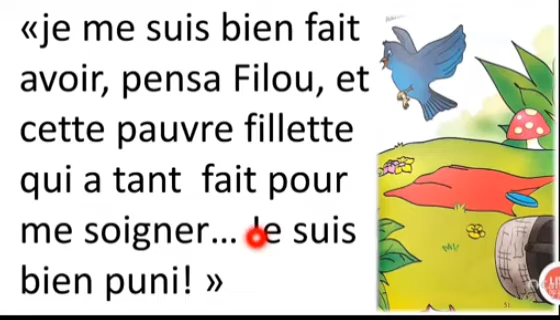 «je me suis bien fait
avoir, pensa Filou, et
cette pauvre fillette
qui a tant fait pour
me soigner... Je suis
bien puni! »